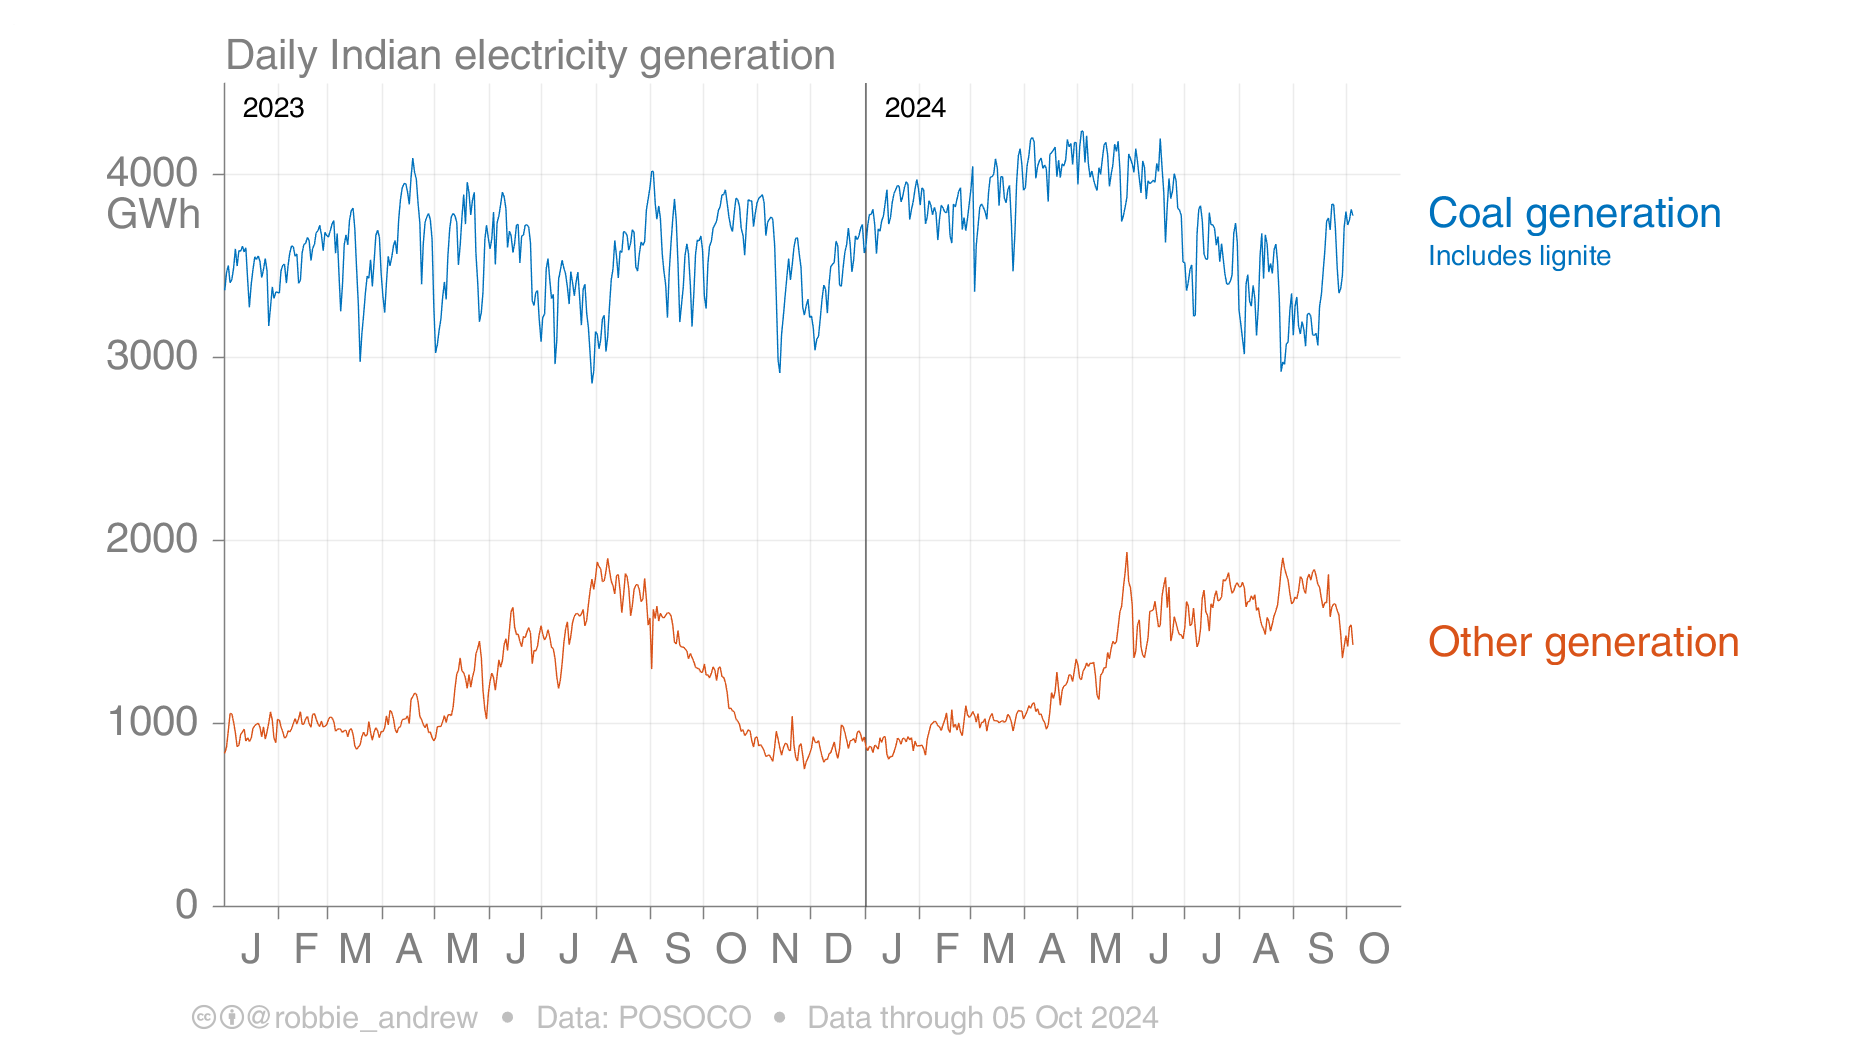 Daily Indian electricity generation
2023
2024
4000
GWh
3000
2000
1000
0
Coal generation
Includes lignite
Other generation
J F M A M J J A S O N D J F M A M J J A S O
cc @robbie_andrew • Data: POSOCO • Data through 05 Oct 2024